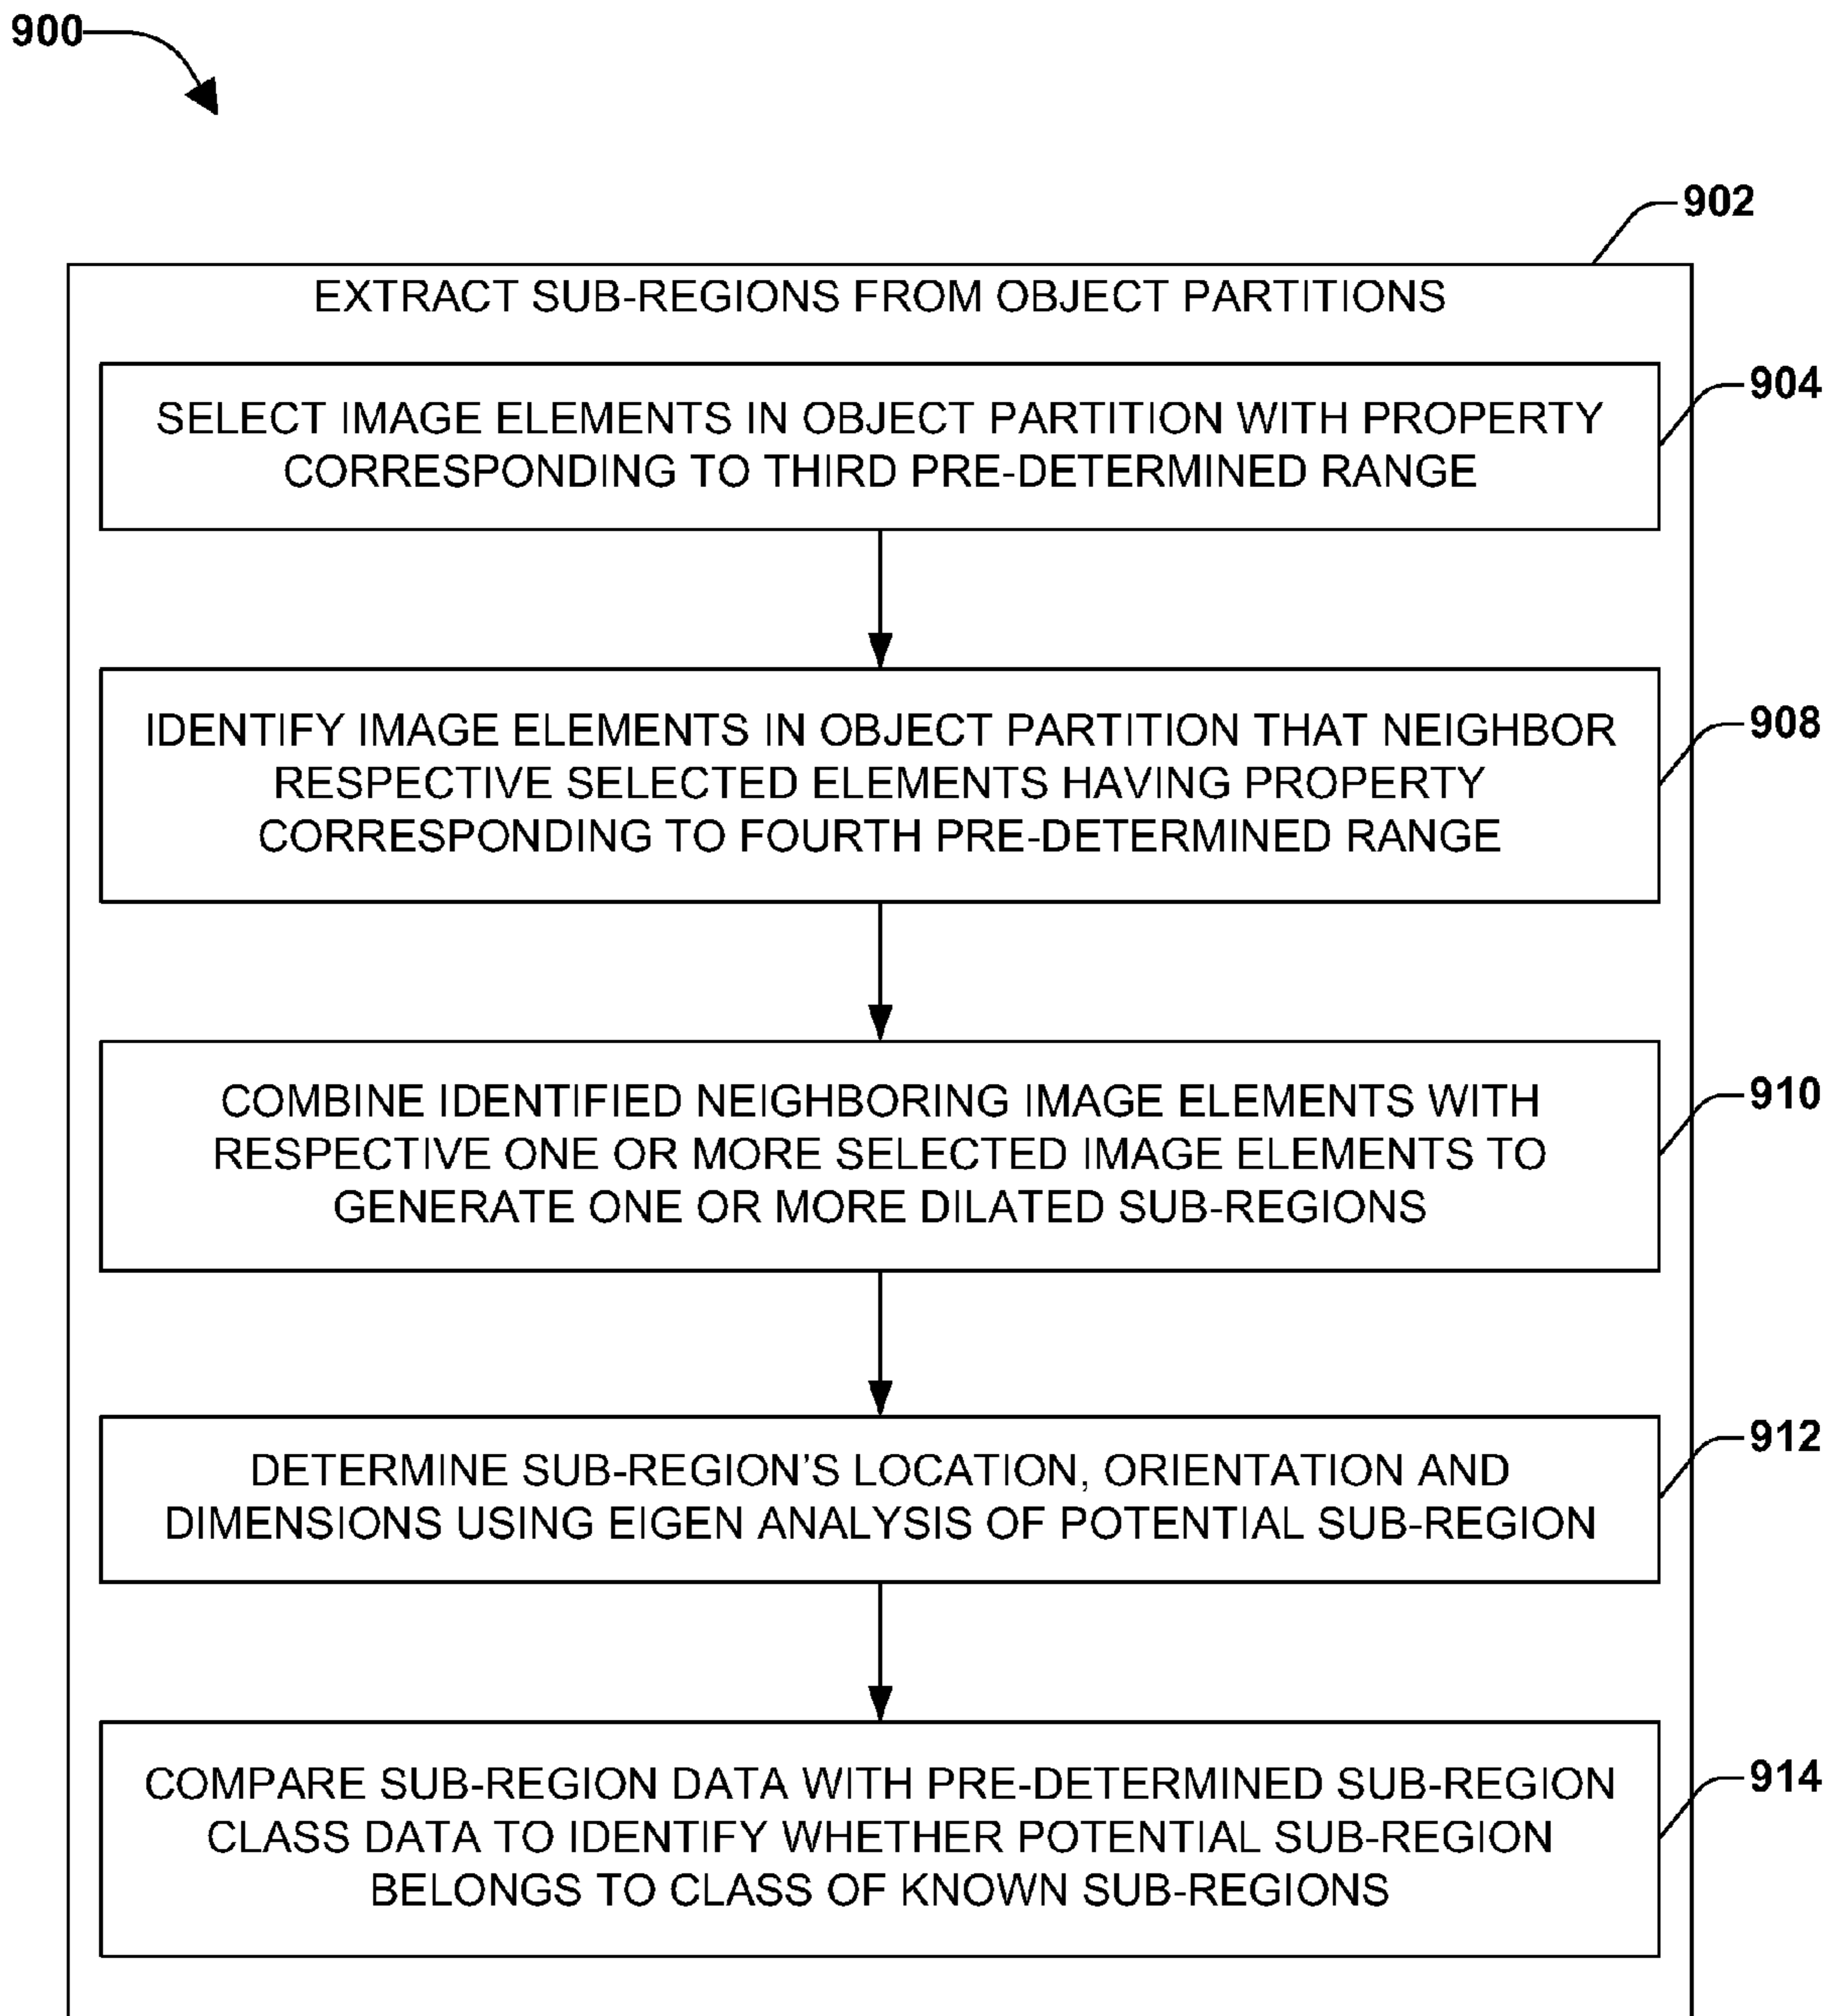 900
902
EXTRACT SUB-REGIONS FROM OBJECT PARTITIONS
904
SELECT IMAGE ELEMENTS IN OBJECT PARTITION WITH PROPERTY
CORRESPONDING TO THIRD PRE-DETERMINED RANGE
908
IDENTIFY IMAGE ELEMENTS IN OBJECT PARTITION THAT NEIGHBOR
RESPECTIVE SELECTED ELEMENTS HAVING PROPERTY
CORRESPONDING TO FOURTH PRE-DETERMINED RANGE
910
COMBINE IDENTIFIED NEIGHBORING IMAGE ELEMENTS WITH
RESPECTIVE ONE OR MORE SELECTED IMAGE ELEMENTS TO
GENERATE ONE OR MORE DILATED SUB-REGIONS
912
DETERMINE SUB-REGION'S LOCATION, ORIENTATION AND
DIMENSIONS USING EIGEN ANALYSIS OF POTENTIAL SUB-REGION
914
COMPARE SUB-REGION DATA WITH PRE-DETERMINED SUB-REGION
CLASS DATA TO IDENTIFY WHETHER POTENTIAL SUB-REGION
BELONGS TO CLASS OF KNOWN SUB-REGIONS